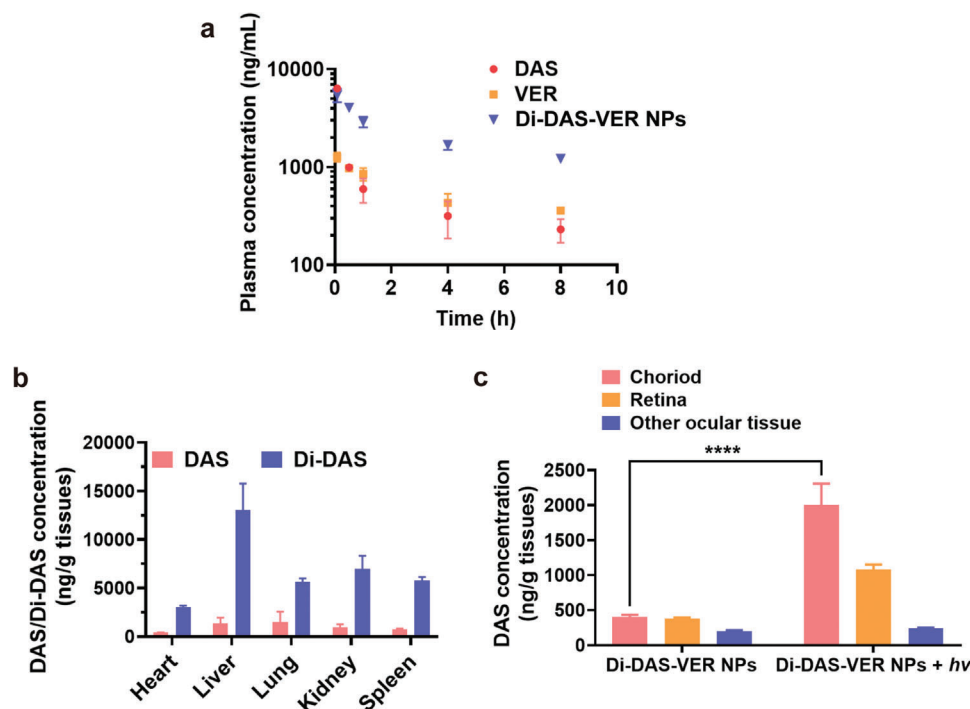 a
Plasma concentration (ng/mL)
10000
1000
100
0
2
4
6
8
10
Time (h)
DAS
VER
Di-DAS-VER NPs
b
DAS/Di-DAS concentration
(ng/g tissues)
20000
15000
10000
5000
0
DAS
Di-DAS
Heart
Liver
Lung
Kidney
Spleen
c
Choriod
Retina
Other ocular tissue
DAS concentration
(ng/g tissues)
2500
2000
1500
1000
500
0
****
Di-DAS-VER NPs
Di-DAS-VER NPs + hv